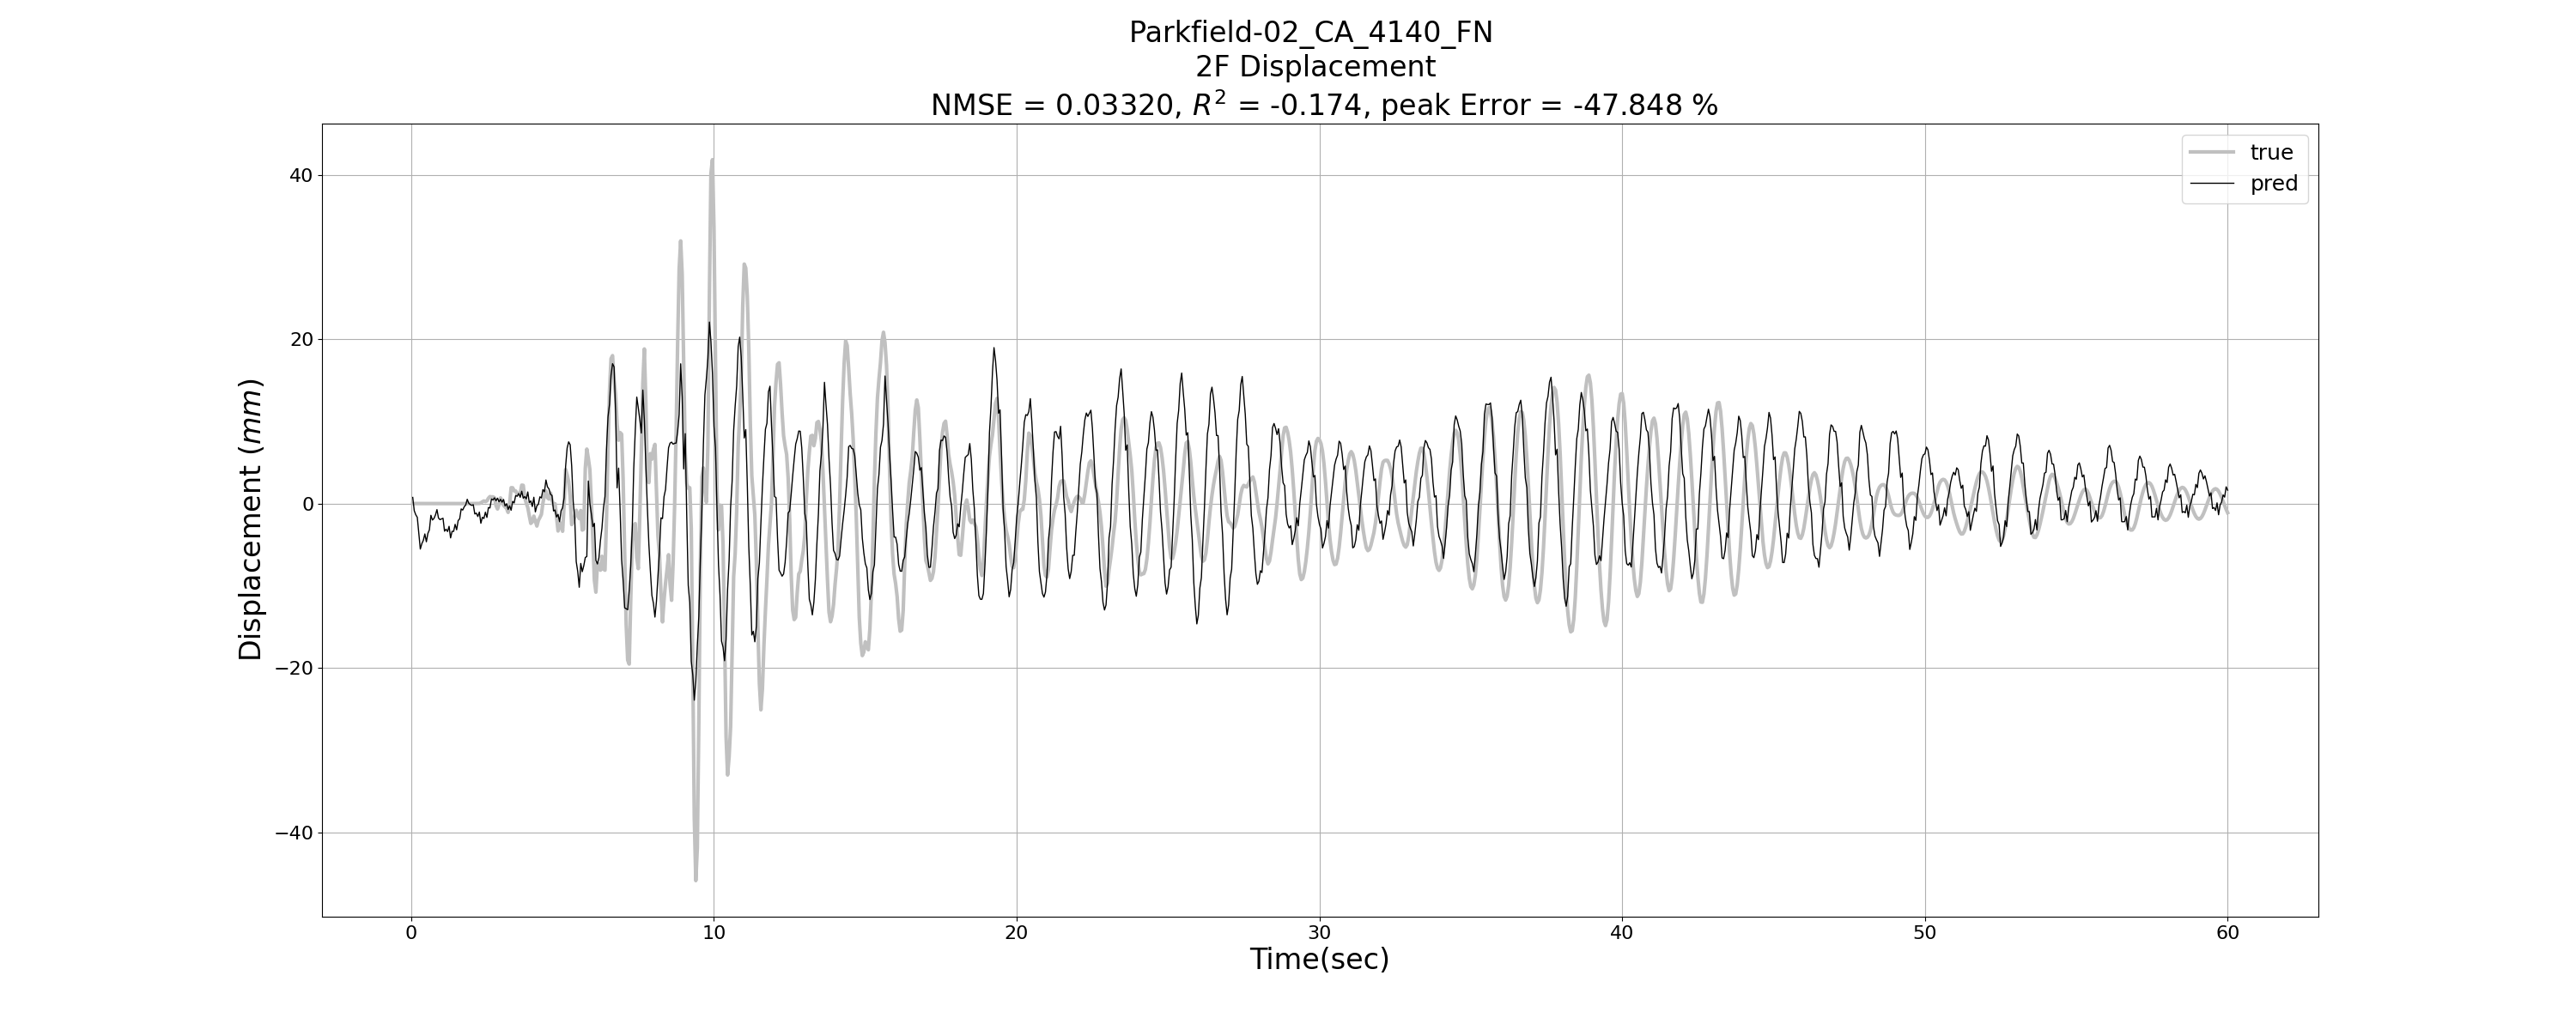 Parkfield-02_CA_4140_FN
2F Displacement
NMSE = 0.03320, R² = -0.174, peak Error = -47.848 %
true
pred
40
20
0
−20
−40
Displacement (mm)
0 10 20 30 40 50 60
Time(sec)